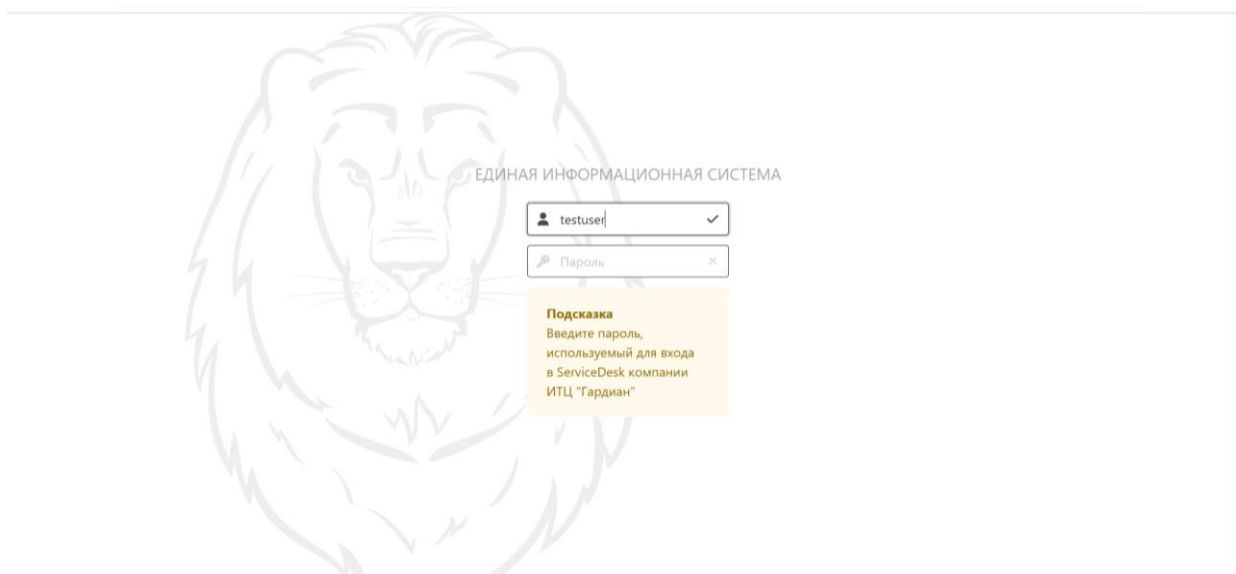 ЕДИНАЯ ИНФОРМАЦИОННАЯ СИСТЕМА
testuser
Пароль
Подсказка
Введите пароль,
используемый для входа
в ServiceDesk компании
ИТЦ "Гардиан"